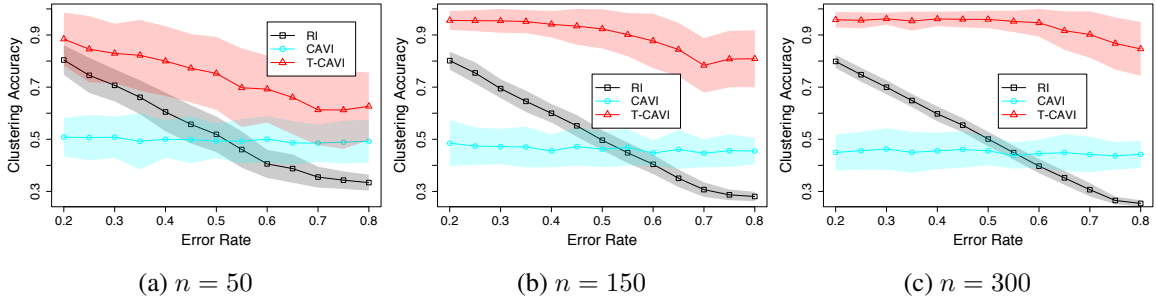 Clustering Accuracy
0.3 0.5 0.7 0.9
RI
CAVI
T-CAVI
0.2 0.3 0.4 0.5 0.6 0.7 0.8
Error Rate
(a) n = 50
Clustering Accuracy
0.3 0.5 0.7 0.9
RI
CAVI
T-CAVI
0.2 0.3 0.4 0.5 0.6 0.7 0.8
Error Rate
(b) n = 150
Clustering Accuracy
0.3 0.5 0.7 0.9
RI
CAVI
T-CAVI
0.2 0.3 0.4 0.5 0.6 0.7 0.8
Error Rate
(c) n = 300